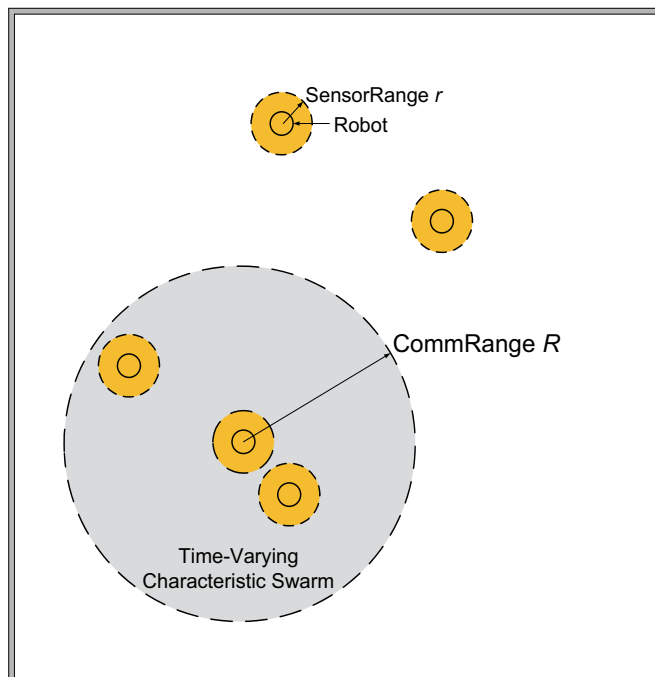 SensorRange r
Robot
CommRange R
Time-Varying
Characteristic Swarm